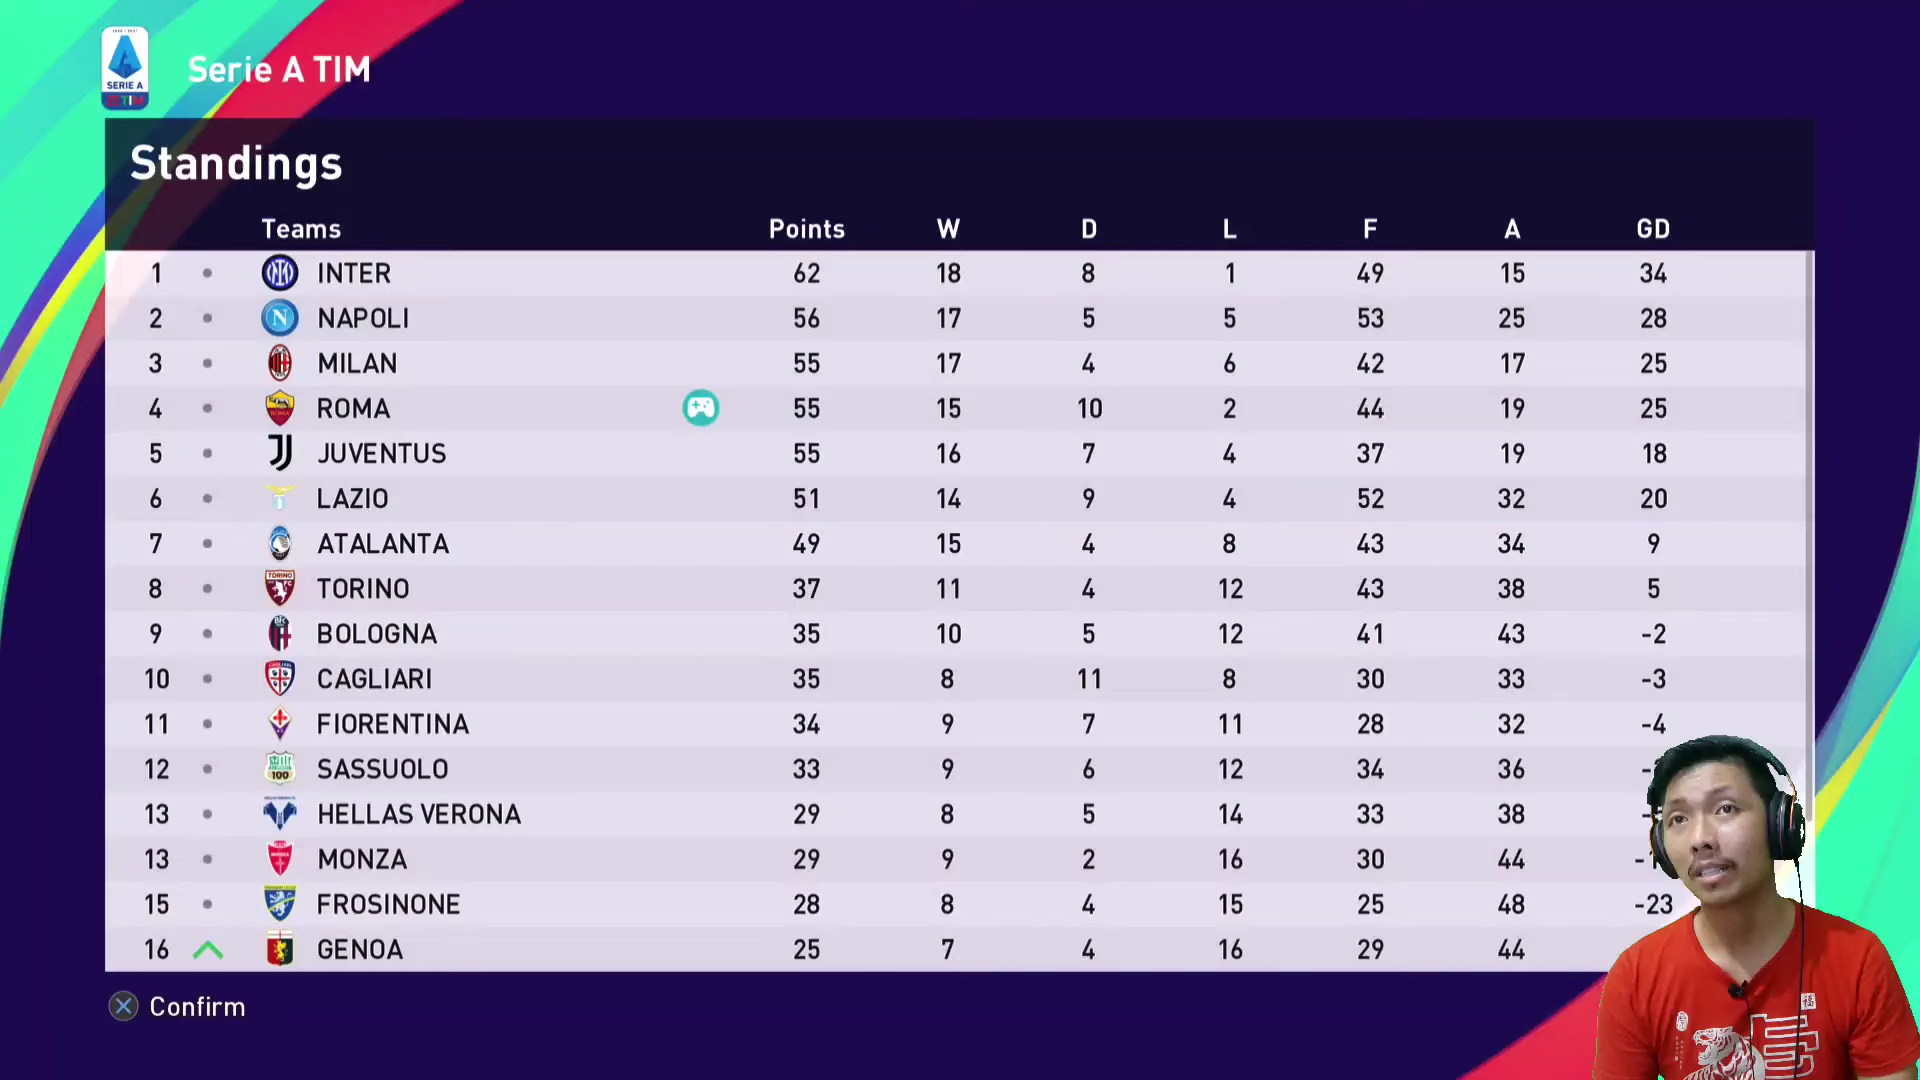 SERIE A
TIM
Serie A TIM
Standings
Teams Points W D L F A GD
1 INTER 62 18 8 1 49 15 34
2 NAPOLI 56 17 5 5 53 25 28
3 MILAN 55 17 4 6 42 17 25
4 ROMA 55 15 10 2 44 19 25
5 JUVENTUS 55 16 7 4 37 19 18
6 LAZIO 51 14 9 4 52 32 20
7 ATALANTA 49 15 4 8 43 34 9
8 TORINO 37 11 4 12 43 38 5
9 BOLOGNA 35 10 5 12 41 43 -2
10 CAGLIARI 35 8 11 8 30 33 -3
11 FIORENTINA 34 9 7 11 28 32 -4
12 SASSUOLO 33 9 6 12 34 36
13 HELLAS VERONA 29 8 5 14 33 38
13 MONZA 29 9 2 16 30 44
15 FROSINONE 28 8 4 15 25 48 -23
16 GENOA 25 7 4 16 29 44
Confirm
福